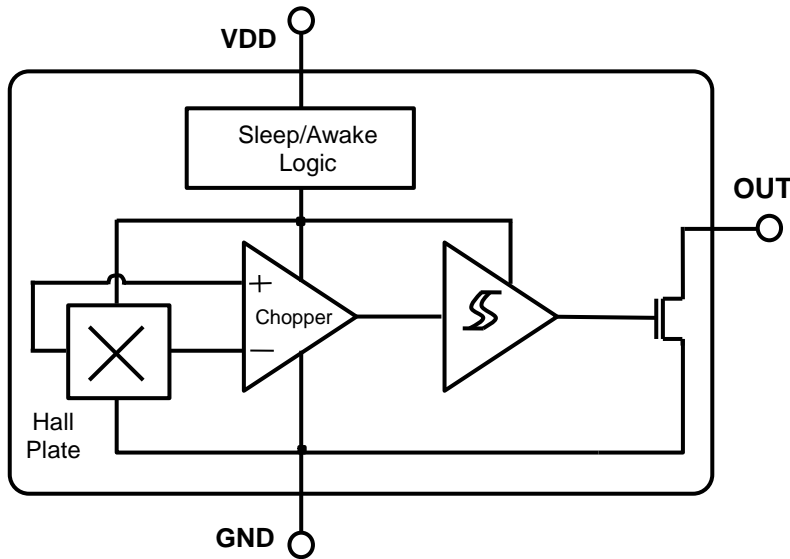 VDD
Sleep/Awake
Logic
OUT
+
Chopper
−
Hall
Plate
GND